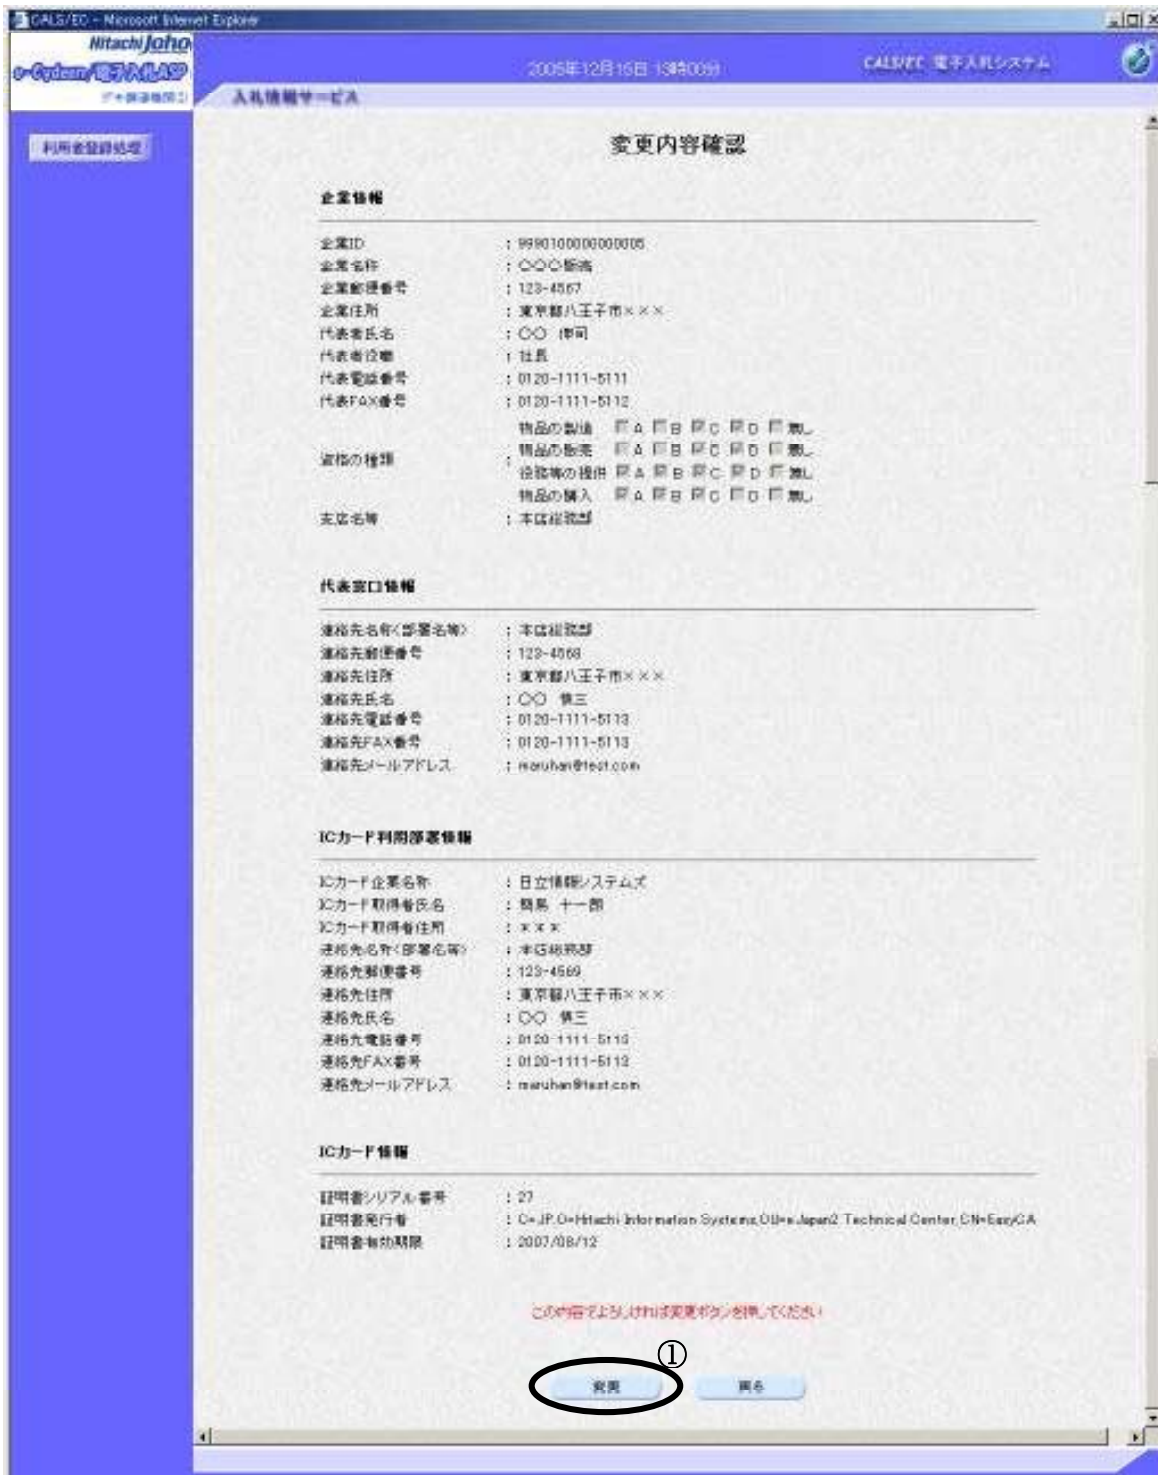 CALS/EC - Microsoft Internet Explorer
Hitachi Joho
e-Cydeen/電子入札ASP
2005年12月15日 13時00分
CALS/EC 電子入札システム
入札情報サービス
利用者登録処理
変更内容確認
企業情報
企業ID : 9990100000000005
企業名称 : 〇〇〇販売
企業郵便番号 : 123-4567
企業住所 : 東京都八王子市×××
代表者氏名 : 〇〇
代表者役職 : 社長
代表電話番号 : 0120-1111-5111
代表FAX番号 : 0120-1111-5112
資格の種類 :
物品の製造 A B C D 無し
物品の販売 A B C D 無し
役務等の提供 A B C D 無し
物品の購入 A B C D 無し
支店名等 : 本店総務部
代表窓口情報
連絡先名称(部署名等) : 本店総務部
連絡先郵便番号 : 123-4568
連絡先住所 : 東京都八王子市×××
連絡先氏名 : 〇〇 慎三
連絡先電話番号 : 0120-1111-5113
連絡先FAX番号 : 0120-1111-5113
連絡先メールアドレス : maruhan@test.com
ICカード利用部署情報
ICカード企業名称 : 日立情報システムズ
ICカード取得者氏名 : 十一郎
ICカード取得者住所 : ***
連絡先名称(部署名等) : 本店総務部
連絡先郵便番号 : 123-4569
連絡先住所 : 東京都八王子市×××
連絡先氏名 : 〇〇 慎三
連絡先電話番号 : 0120-1111-5113
連絡先FAX番号 : 0120-1111-5113
連絡先メールアドレス : maruhan@test.com
ICカード情報
証明書シリアル番号 : 27
証明書発行者 : C=JP,O=Hitachi Information Systems,OU=eJapan2 Technical Center,CN=EasyCA
証明書有効期限 : 2007/08/12
この内容でよろしければ変更ボタンを押してください
①
変更 戻る